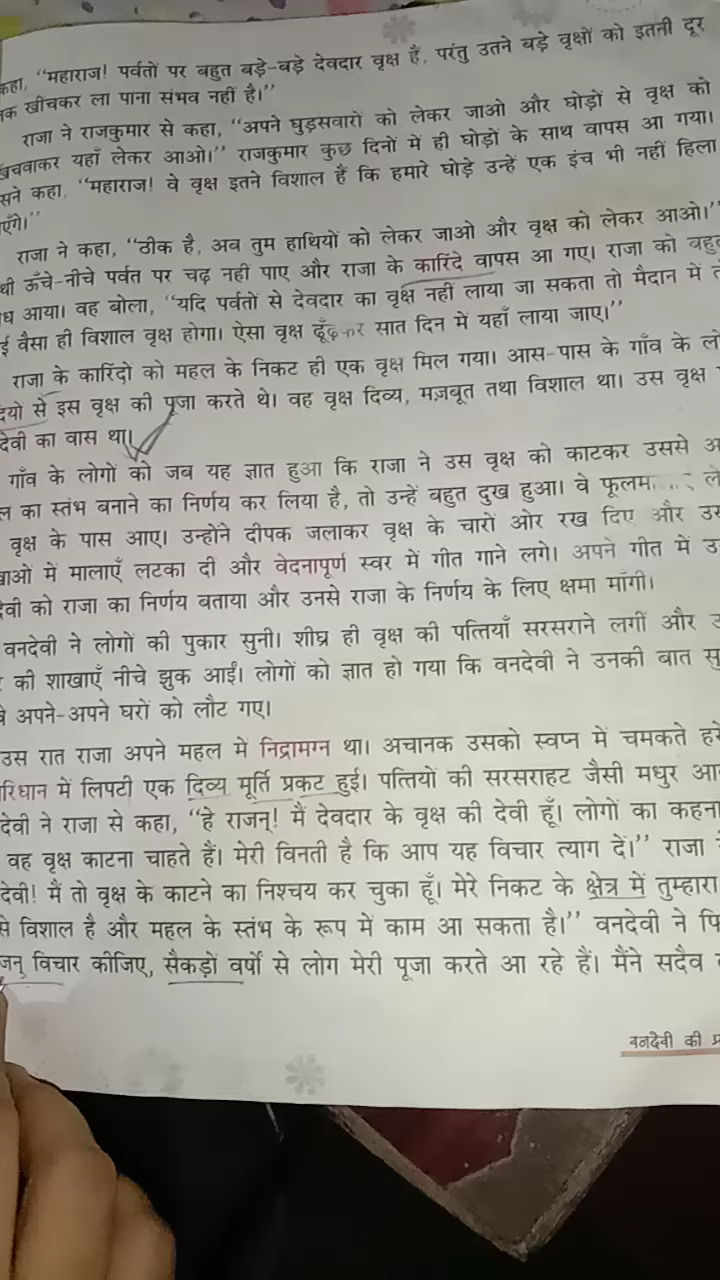 कहा, “महाराज! पर्वतों पर बहुत बड़े-बड़े देवदार वृक्ष हैं, परंतु उतने बड़े वृक्षों को इतनी दूर
तक खींचकर ला पाना संभव नहीं है।”
राजा ने राजकुमार से कहा, “अपने घुड़सवारों को लेकर जाओ और घोड़ों से वृक्ष को
खिंचवाकर यहाँ लेकर आओ।” राजकुमार कुछ दिनों में ही घोड़ों के साथ वापस आ गया।
सने कहा, “महाराज! वे वृक्ष इतने विशाल हैं कि हमारे घोड़े उन्हें एक इंच भी नहीं हिला
एँगे।”
राजा ने कहा, “ठीक है, अब तुम हाथियों को लेकर जाओ और वृक्ष को लेकर आओ।”
थी ऊँचे-नीचे पर्वत पर चढ़ नहीं पाए और राजा के कारिंदे वापस आ गए। राजा को बहुत
ध आया। वह बोला, “यदि पर्वतों से देवदार का वृक्ष नहीं लाया जा सकता तो मैदान में
ई वैसा ही विशाल वृक्ष होगा। ऐसा वृक्ष ढूँढ़कर सात दिन में यहाँ लाया जाए।”
राजा के कारिंदों को महल के निकट ही एक वृक्ष मिल गया। आस-पास के गाँव के लो
दियों से इस वृक्ष की पूजा करते थे। वह वृक्ष दिव्य, मज़बूत तथा विशाल था। उस वृक्ष
देवी का वास था।
गाँव के लोगों को जब यह ज्ञात हुआ कि राजा ने उस वृक्ष को काटकर उससे अ
ल का स्तंभ बनाने का निर्णय कर लिया है, तो उन्हें बहुत दुख हुआ। वे ले
वृक्ष के पास आए। उन्होंने दीपक जलाकर वृक्ष के चारों ओर रख दिए और उस
खाओं में मालाएँ लटका दीं और वेदनापूर्ण स्वर में गीत गाने लगे। अपने गीत में उ
देवी को राजा का निर्णय बताया और उनसे राजा के निर्णय के लिए क्षमा माँगी।
वनदेवी ने लोगों की पुकार सुनी। शीघ्र ही वृक्ष की पत्तियाँ सरसराने लगीं और
की शाखाएँ नीचे झुक आईं। लोगों को ज्ञात हो गया कि वनदेवी ने उनकी बात सु
वे अपने-अपने घरों को लौट गए।
उस रात राजा अपने महल में निद्रामग्न था। अचानक उसको स्वप्न में चमकते हरे
रिधान में लिपटी एक दिव्य मूर्ति प्रकट हुई। पत्तियों की सरसराहट जैसी मधुर आ
देवी ने राजा से कहा, “हे राजन्! मैं देवदार के वृक्ष की देवी हूँ। लोगों का कहना
वह वृक्ष काटना चाहते हैं। मेरी विनती है कि आप यह विचार त्याग दें।” राजा
देवी! मैं तो वृक्ष के काटने का निश्चय कर चुका हूँ। मेरे निकट के क्षेत्र में तुम्हारा
से विशाल है और महल के स्तंभ के रूप में काम आ सकता है।” वनदेवी ने फि
जन् विचार कीजिए, सैकड़ों वर्षों से लोग मेरी पूजा करते आ रहे हैं। मैंने सदैव
वनदेवी की प्र